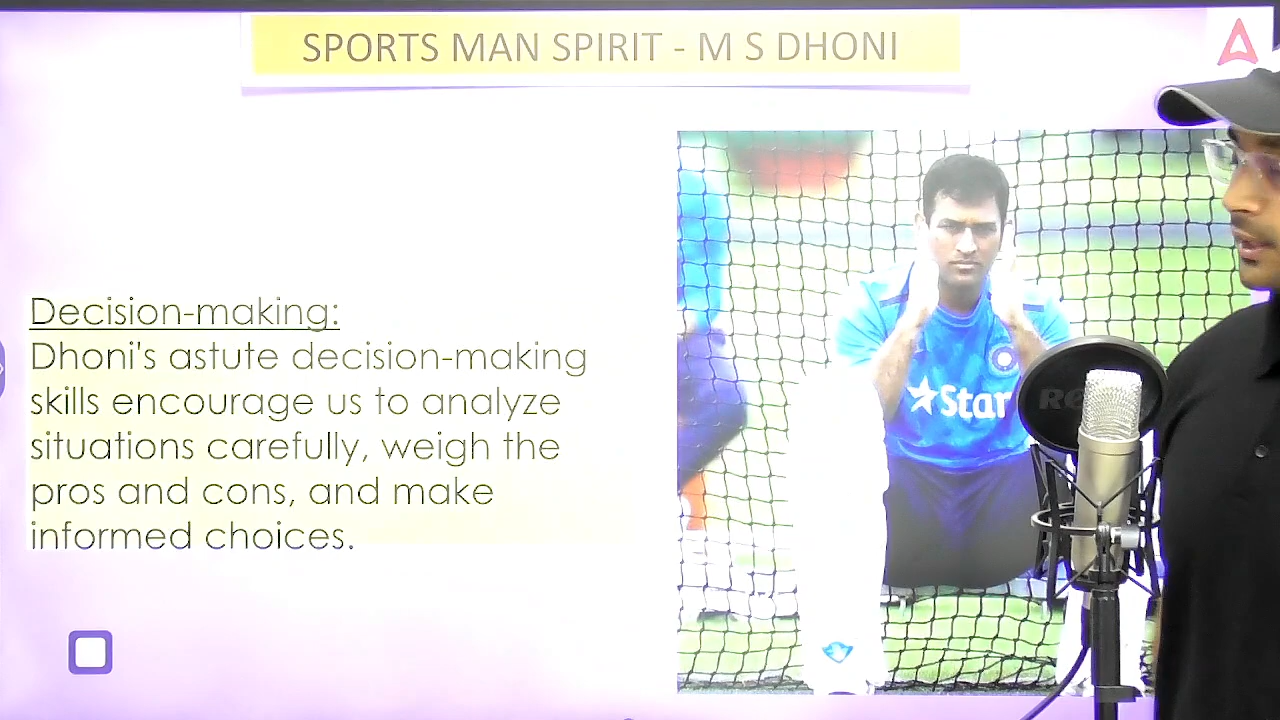 SPORTS MAN SPIRIT - M S DHONI
Decision-making:
Dhoni's astute decision-making
skills encourage us to analyze
situations carefully, weigh the
pros and cons, and make
informed choices.
Star